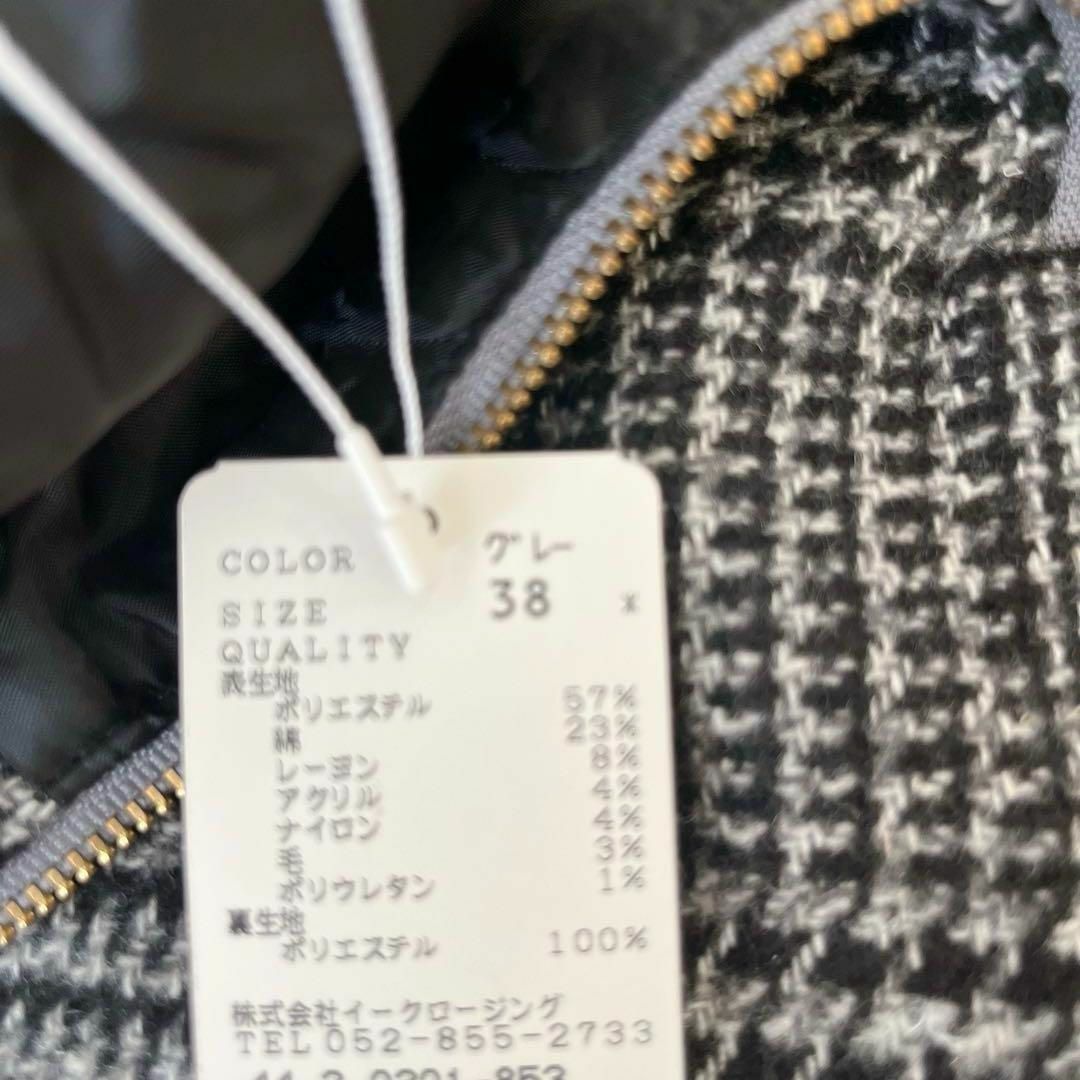 COLOR グレー
SIZE 38 x
QUALITY
表生地
ポリエステル 57%
綿 23%
レーヨン 8%
アクリル 4%
ナイロン 4%
毛 3%
ポリウレタン 1%
裏生地
ポリエステル 100%
株式会社イークロージング
TEL 052-855-2733